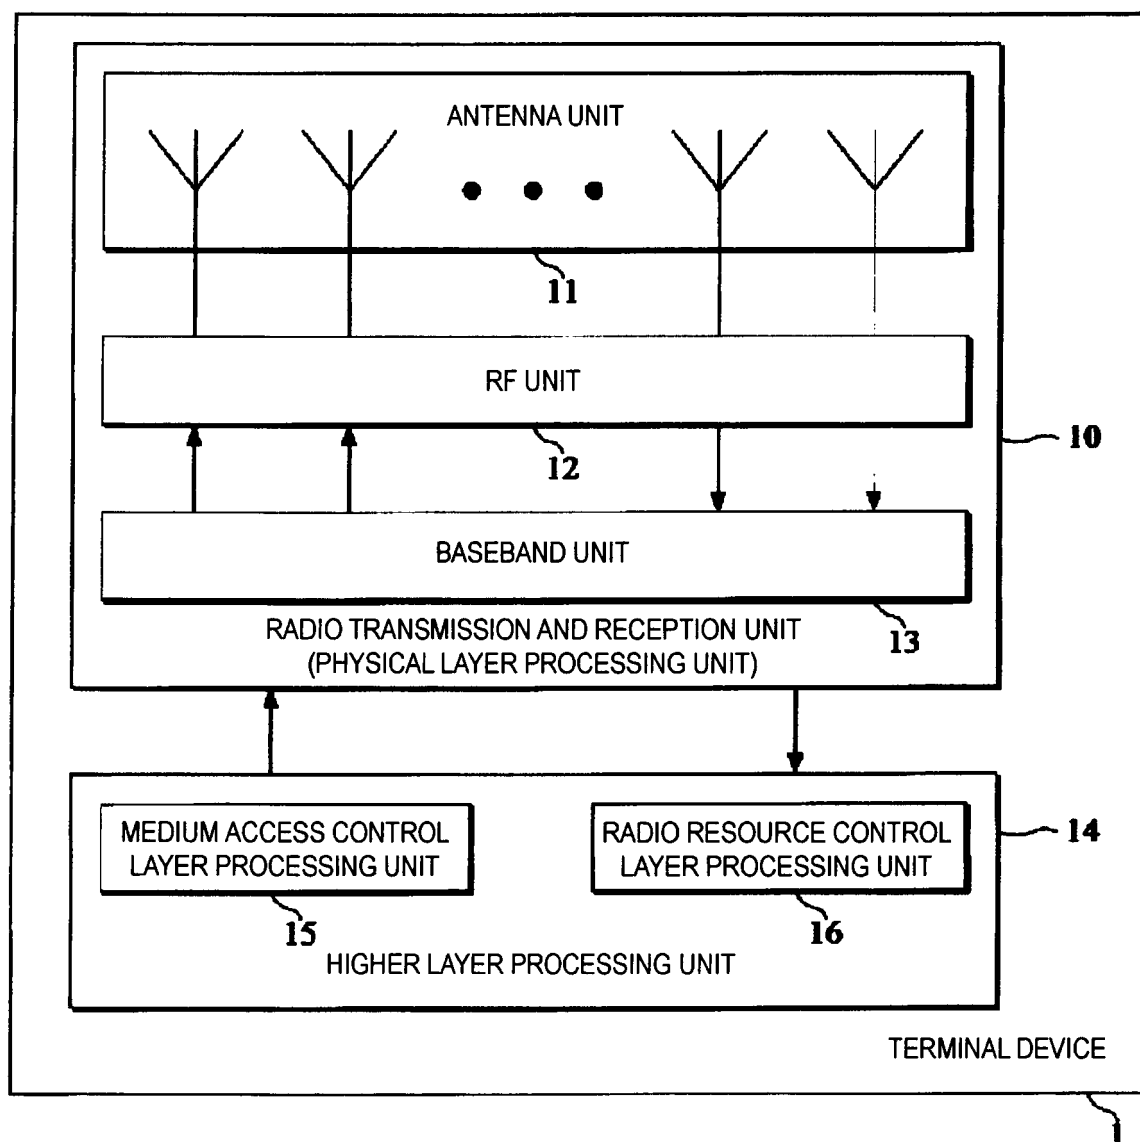 ANTENNA UNIT
11
RF UNIT
12
10
BASEBAND UNIT
13
RADIO TRANSMISSION AND RECEPTION UNIT
(PHYSICAL LAYER PROCESSING UNIT)
MEDIUM ACCESS CONTROL
LAYER PROCESSING UNIT
15
RADIO RESOURCE CONTROL
LAYER PROCESSING UNIT
16
14
HIGHER LAYER PROCESSING UNIT
TERMINAL DEVICE
1